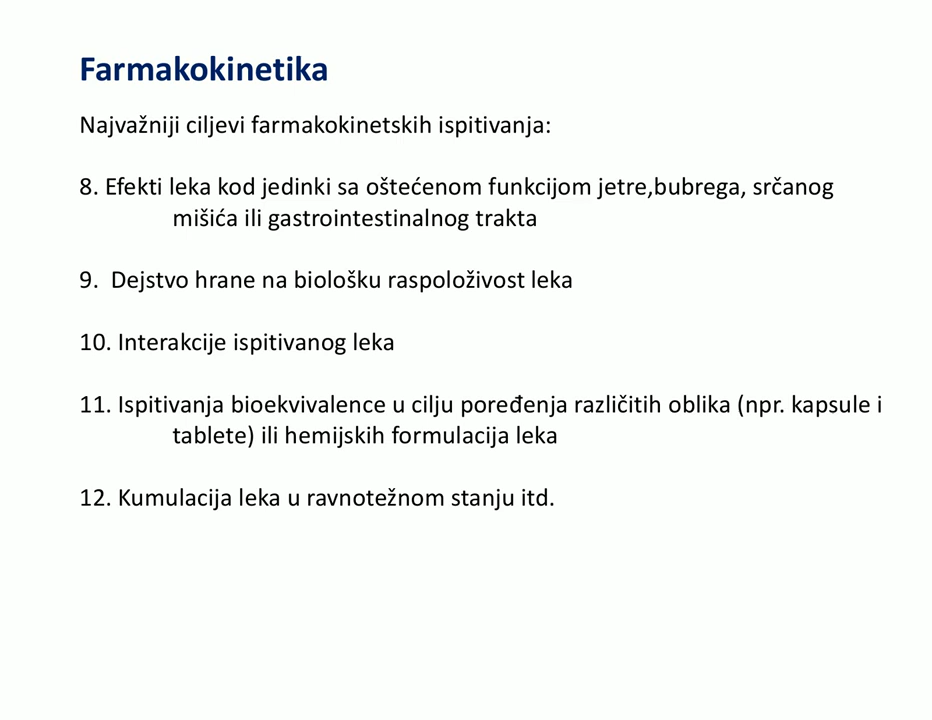 Farmakokinetika
Najvažniji ciljevi farmakokinetskih ispitivanja:
8. Efekti leka kod jedinki sa oštećenom funkcijom jetre,bubrega, srčanog
mišića ili gastrointestinalnog trakta
9.  Dejstvo hrane na biološku raspoloživost leka
10. Interakcije ispitivanog leka
11. Ispitivanja bioekvivalence u cilju poređenja različitih oblika (npr. kapsule i
tablete) ili hemijskih formulacija leka
12. Kumulacija leka u ravnotežnom stanju itd.